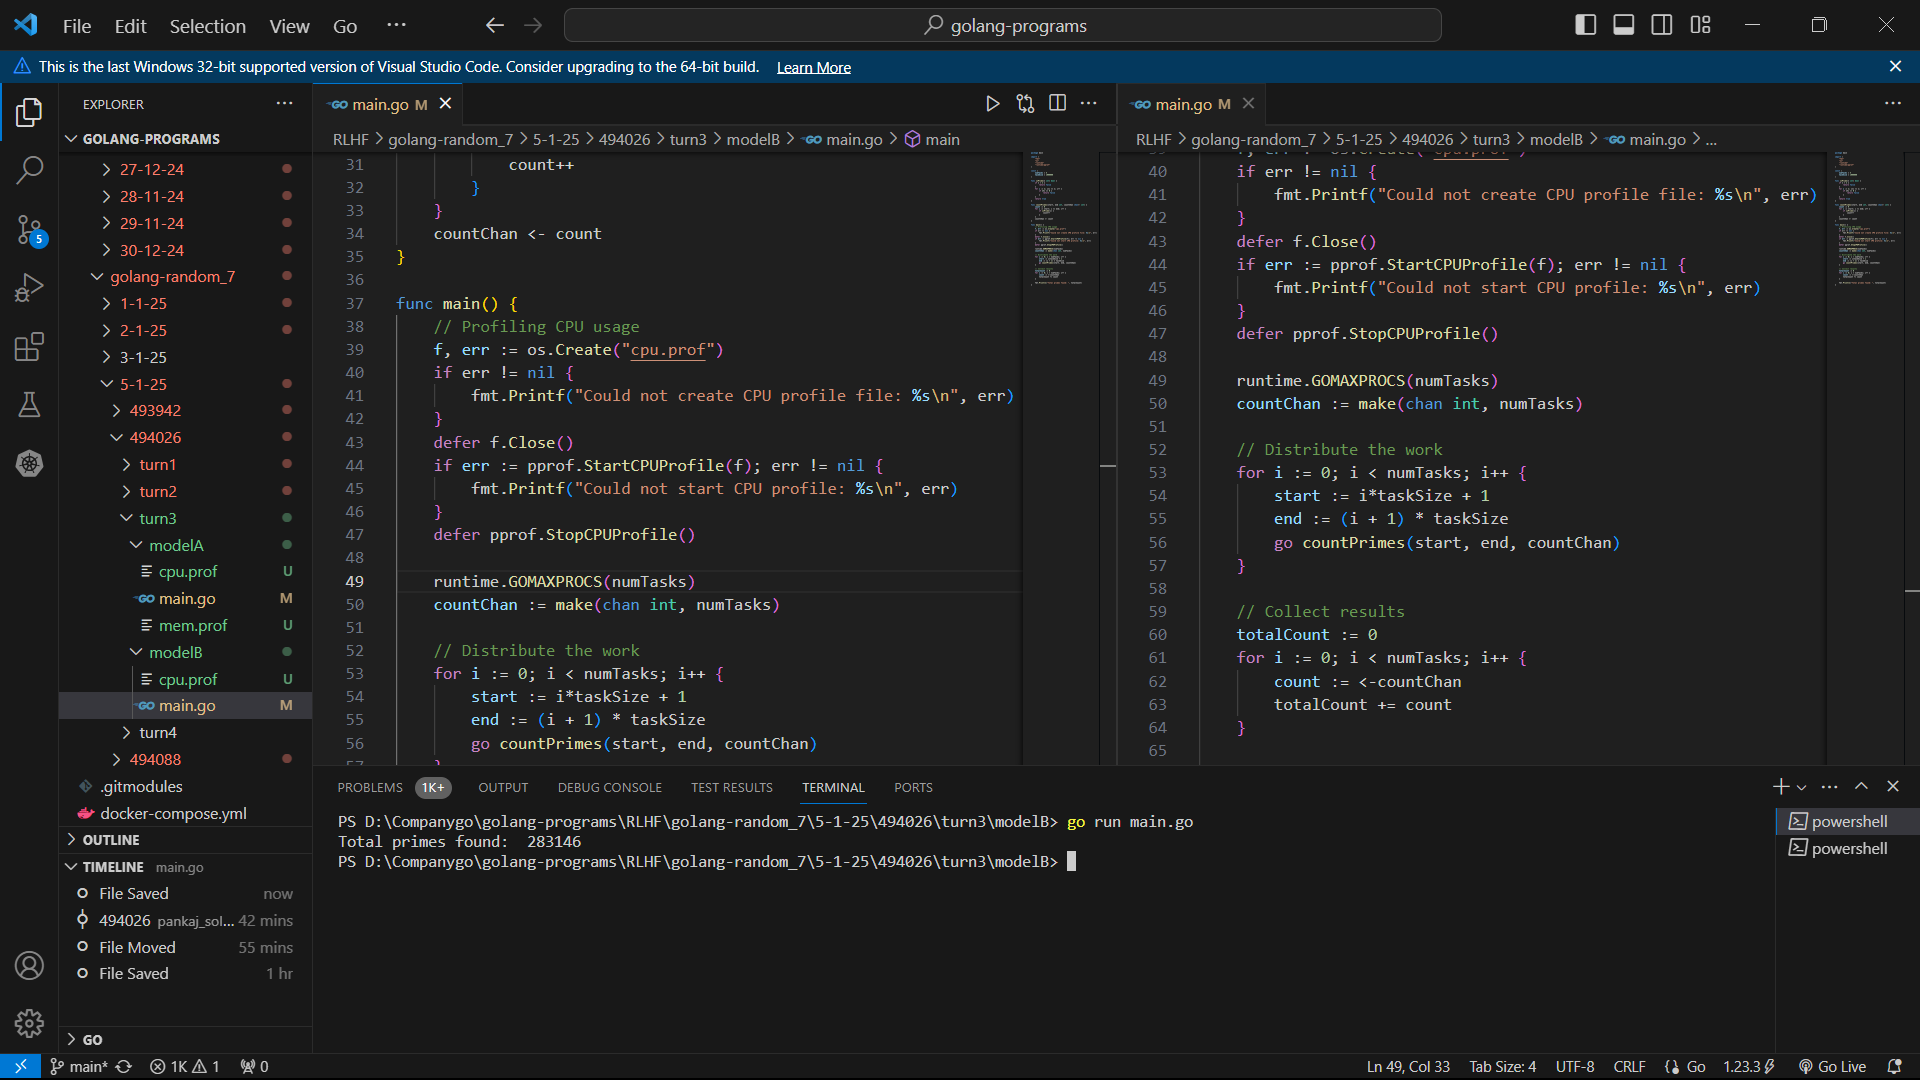 File Edit Selection View Go ··· golang-programs
This is the last Windows 32-bit supported version of Visual Studio Code. Consider upgrading to the 64-bit build. Learn More
EXPLORER
GOLANG-PROGRAMS
27-12-24
28-11-24
29-11-24
30-12-24
golang-random_7
1-1-25
2-1-25
3-1-25
5-1-25
493942
494026
turn1
turn2
turn3
modelA
cpu.prof U
main.go M
mem.prof U
modelB
cpu.prof U
main.go M
turn4
494088
.gitmodules
docker-compose.yml
OUTLINE
TIMELINE main.go
File Saved now
494026 pankaj_sol... 42 mins
File Moved 55 mins
File Saved 1 hr
GO
5
main.go M
RLHF > golang-random_7 > 5-1-25 > 494026 > turn3 > modelB > main.go > main
31 count++
32 }
33 }
34 countChan <- count
35 }
36
37 func main() {
38 // Profiling CPU usage
39 f, err := os.Create("cpu.prof")
40 if err != nil {
41 fmt.Printf("Could not create CPU profile file: %s\n", err)
42 }
43 defer f.Close()
44 if err := pprof.StartCPUProfile(f); err != nil {
45 fmt.Printf("Could not start CPU profile: %s\n", err)
46 }
47 defer pprof.StopCPUProfile()
48
49 runtime.GOMAXPROCS(numTasks)
50 countChan := make(chan int, numTasks)
51
52 // Distribute the work
53 for i := 0; i < numTasks; i++ {
54 start := i*taskSize + 1
55 end := (i + 1) * taskSize
56 go countPrimes(start, end, countChan)
main.go M
RLHF > golang-random_7 > 5-1-25 > 494026 > turn3 > modelB > main.go > ...
40 if err != nil {
41 fmt.Printf("Could not create CPU profile file: %s\n", err)
42 }
43 defer f.Close()
44 if err := pprof.StartCPUProfile(f); err != nil {
45 fmt.Printf("Could not start CPU profile: %s\n", err)
46 }
47 defer pprof.StopCPUProfile()
48
49 runtime.GOMAXPROCS(numTasks)
50 countChan := make(chan int, numTasks)
51
52 // Distribute the work
53 for i := 0; i < numTasks; i++ {
54 start := i*taskSize + 1
55 end := (i + 1) * taskSize
56 go countPrimes(start, end, countChan)
57 }
58
59 // Collect results
60 totalCount := 0
61 for i := 0; i < numTasks; i++ {
62 count := <-countChan
63 totalCount += count
64 }
65
PROBLEMS 1K+ OUTPUT DEBUG CONSOLE TEST RESULTS TERMINAL PORTS
PS D:\Companygo\golang-programs\RLHF\golang-random_7\5-1-25\494026\turn3\modelB> go run main.go
Total primes found:  283146
PS D:\Companygo\golang-programs\RLHF\golang-random_7\5-1-25\494026\turn3\modelB>
powershell
powershell
main* 1K 1 0 Ln 49, Col 33 Tab Size: 4 UTF-8 CRLF Go 1.23.3 Go Live